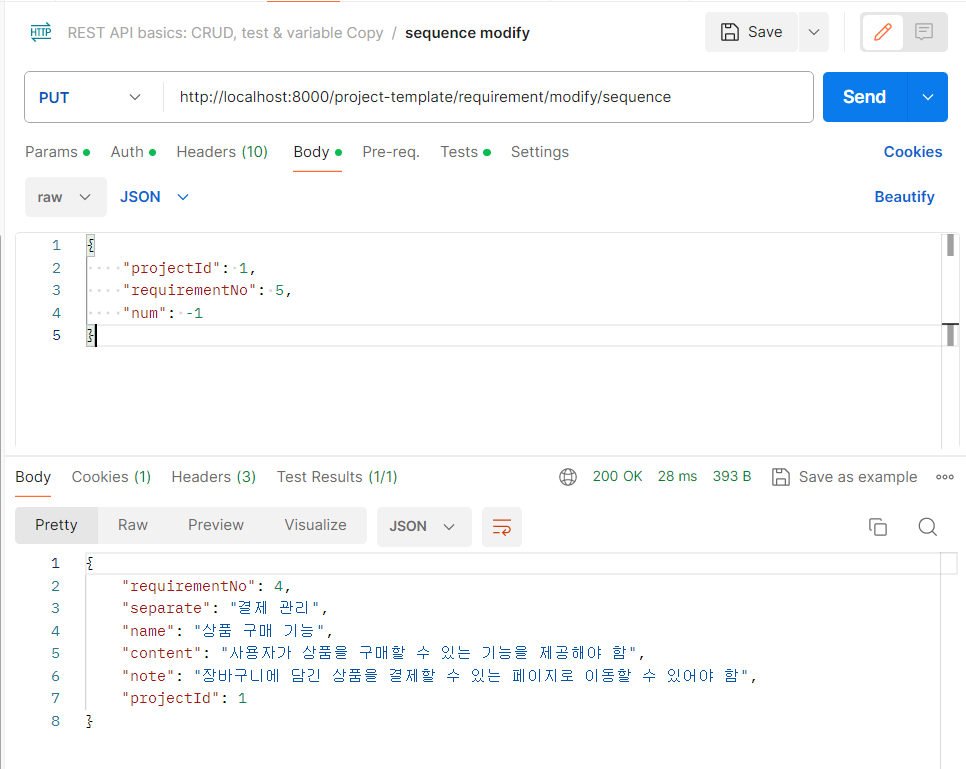 HTTP REST API basics: CRUD, test & variable Copy / sequence modify Save
PUT http://localhost:8000/project-template/requirement/modify/sequence Send
Params Auth Headers (10) Body Pre-req. Tests Settings Cookies
raw JSON Beautify
1 {
2 "projectId": 1,
3 "requirementNo": 5,
4 "num": -1
5 }
Body Cookies (1) Headers (3) Test Results (1/1) 200 OK 28 ms 393 B Save as example
Pretty Raw Preview Visualize JSON
1 {
2 "requirementNo": 4,
3 "separate": "결제 관리",
4 "name": "상품 구매 기능",
5 "content": "사용자가 상품을 구매할 수 있는 기능을 제공해야 함",
6 "note": "장바구니에 담긴 상품을 결제할 수 있는 페이지로 이동할 수 있어야 함",
7 "projectId": 1
8 }